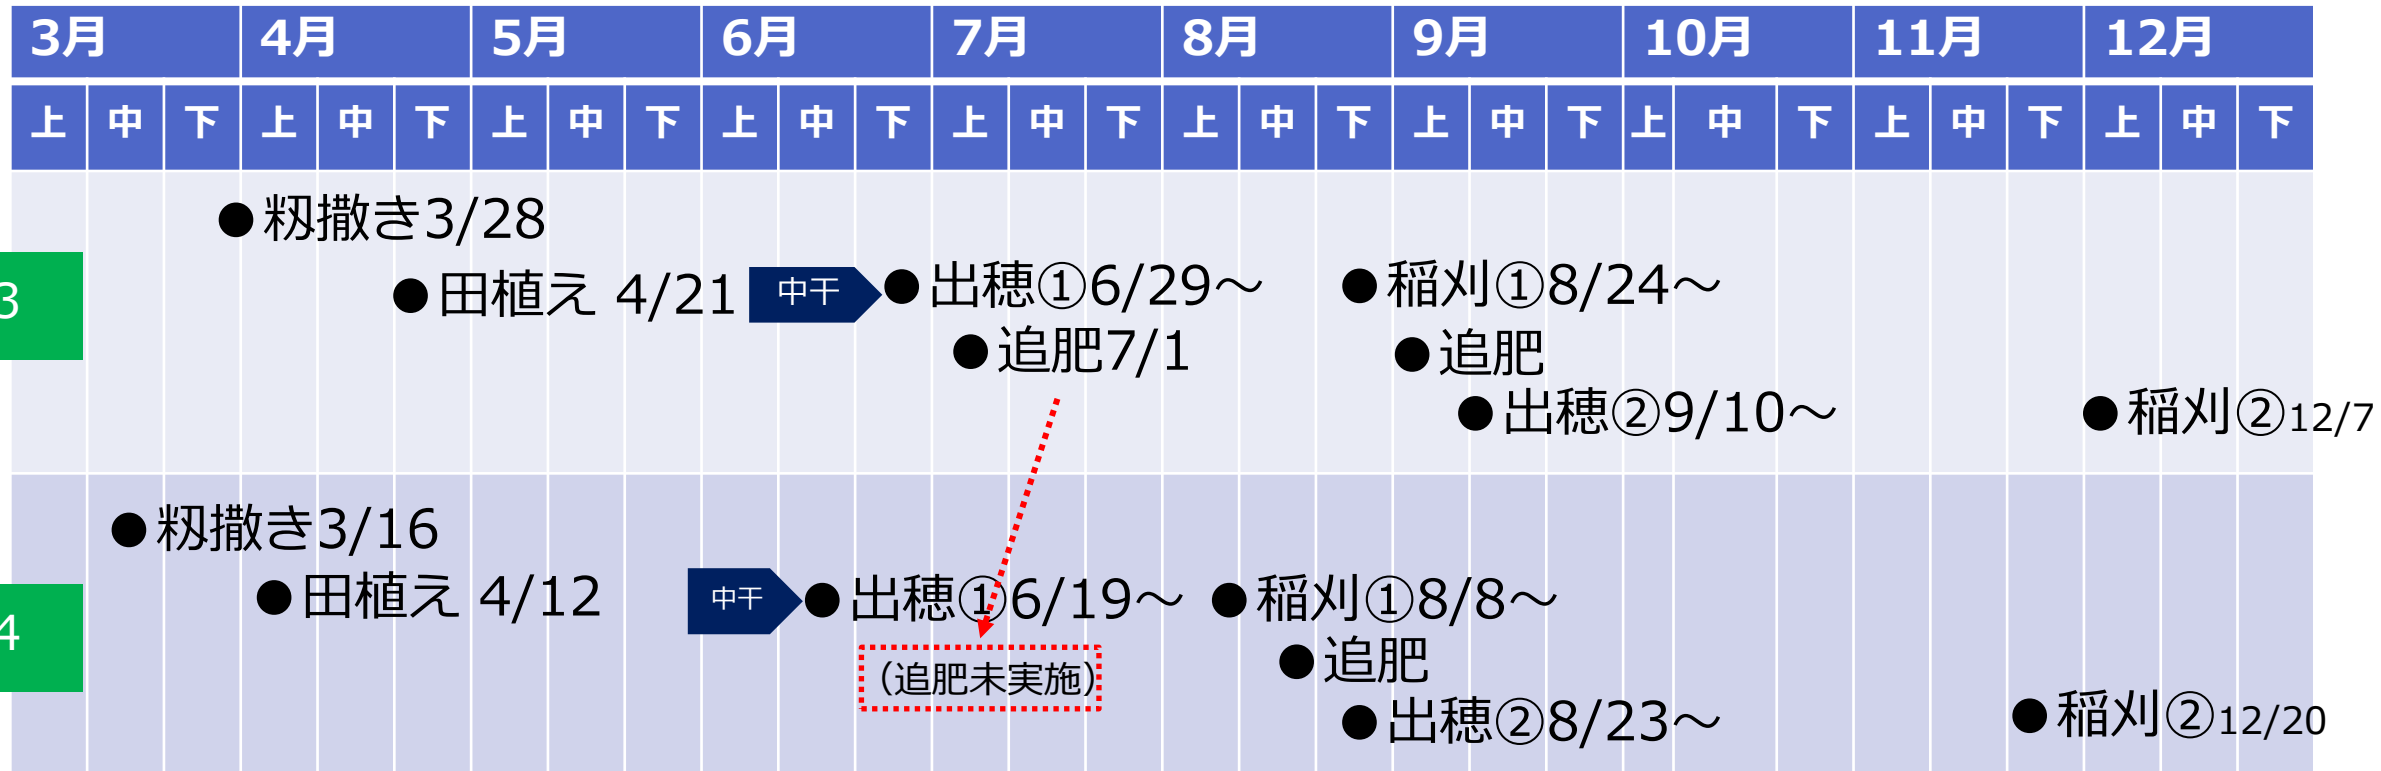 3月 4月 5月 6月 7月 8月 9月 10月 11月 12月
上 中 下 上 中 下 上 中 下 上 中 下 上 中 下 上 中 下 上 中 下 上 中 下 上 中 下 上 中 下
●籾撒き3/28
3
●田植え 4/21
中干
●出穂①6/29～
●稲刈①8/24～
●追肥7/1
●追肥
●出穂②9/10～
●稲刈②12/7
●籾撒き3/16
4
●田植え 4/12
中干
●出穂①6/19～
●稲刈①8/8～
（追肥未実施）
●追肥
●出穂②8/23～
●稲刈②12/20